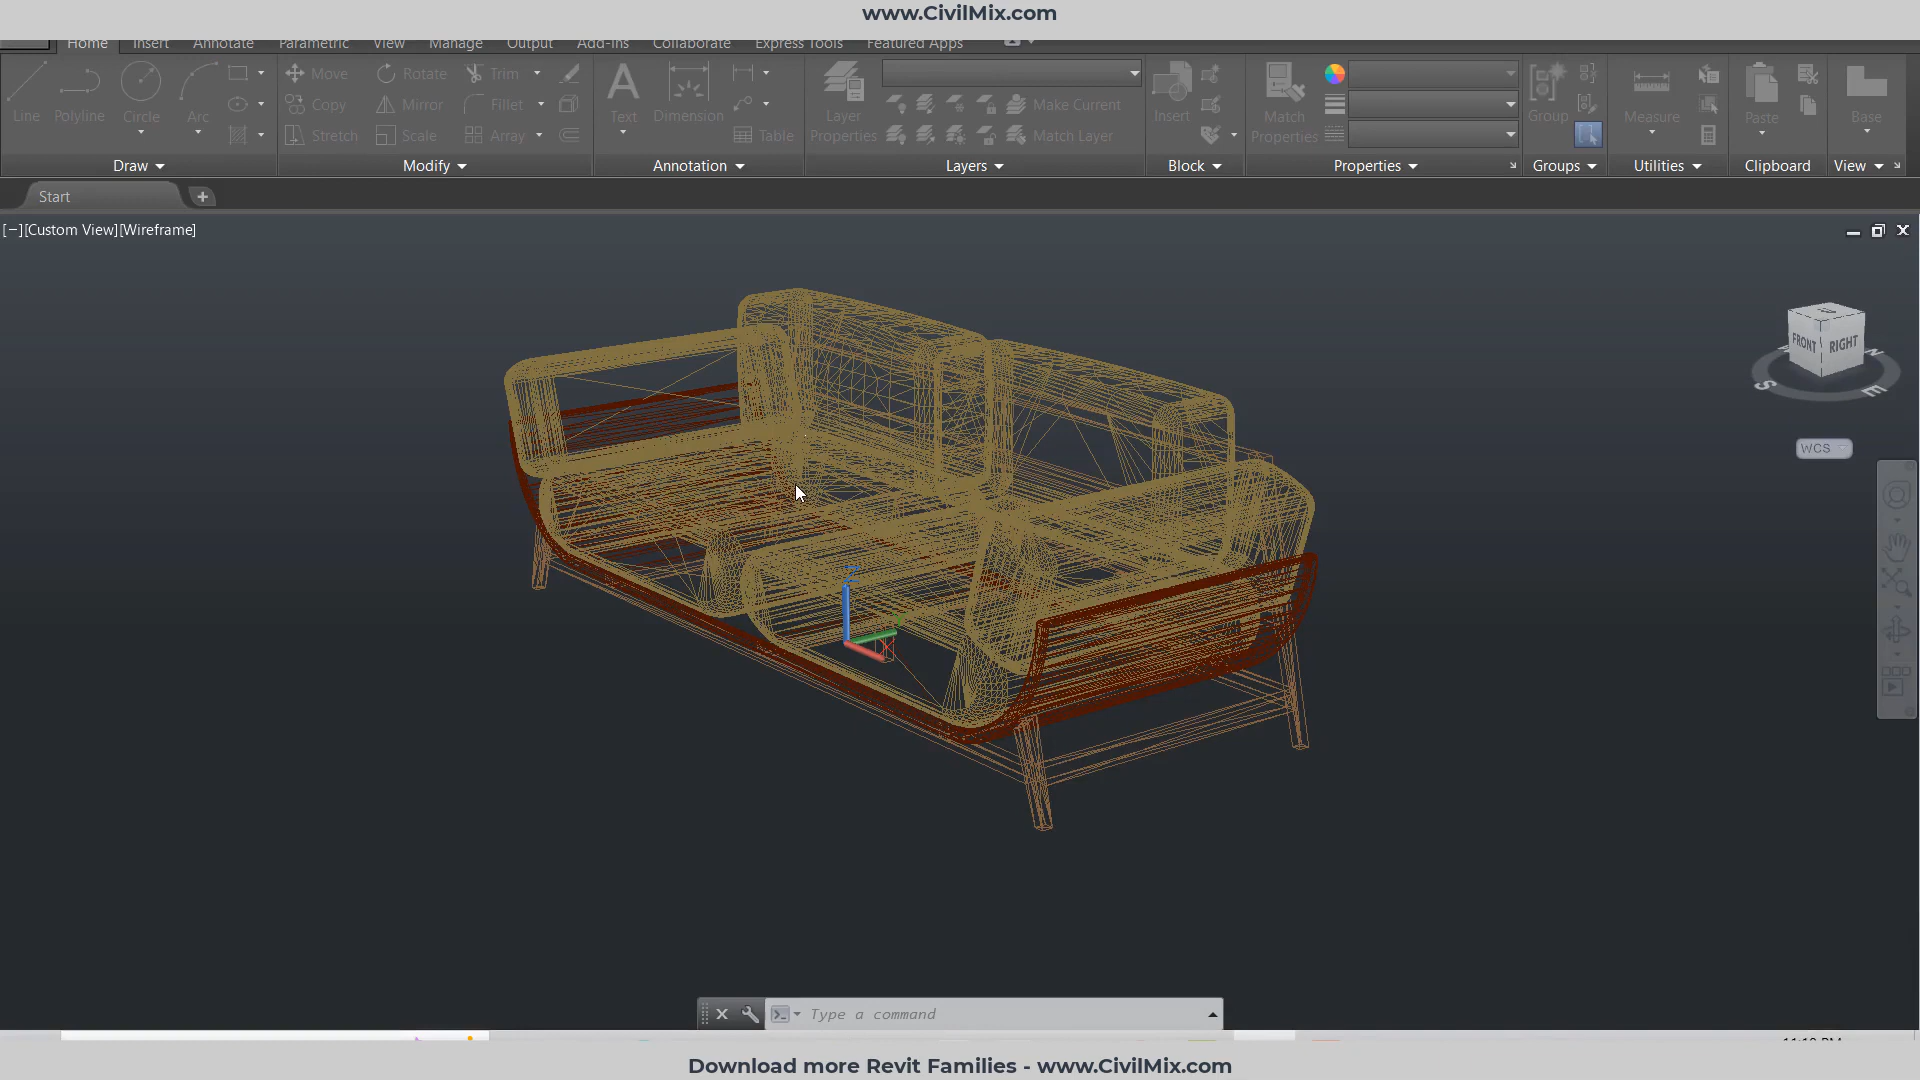 www.CivilMix.com
Home Insert Annotate Parametric View Manage Output Add-ins Collaborate Express Tools Featured Apps
Line Polyline Circle Arc
Move Rotate Trim
Copy Mirror Fillet
Stretch Scale Array
Text Dimension Table
Layer Properties
Make Current
Match Layer
Insert
Match Properties
Group
Measure
Paste
Base
Draw Modify Annotation Layers Block Properties Groups Utilities Clipboard View
Start
[−][Custom View][Wireframe]
FRONT RIGHT
S E
WCS
Z
X
Type a command
Download more Revit Families - www.CivilMix.com